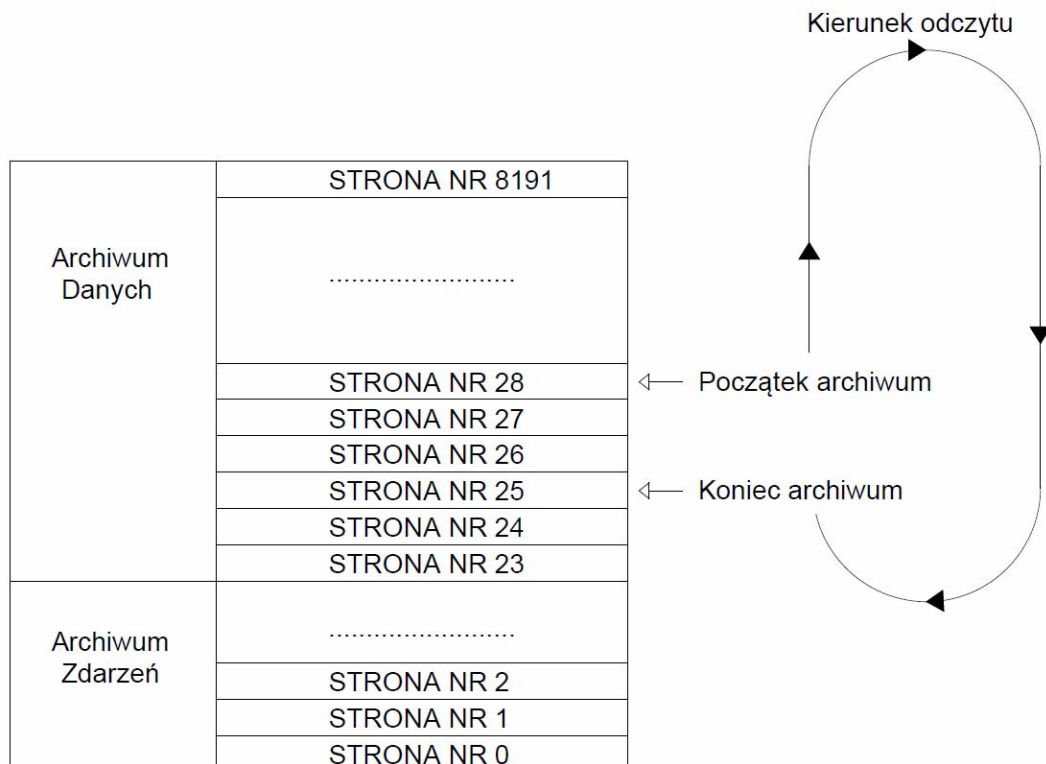 Kierunek odczytu
STRONA NR 8191
Archiwum
Danych
.........................
STRONA NR 28
Początek archiwum
STRONA NR 27
STRONA NR 26
STRONA NR 25
Koniec archiwum
STRONA NR 24
STRONA NR 23
Archiwum
Zdarzeń
.........................
STRONA NR 2
STRONA NR 1
STRONA NR 0